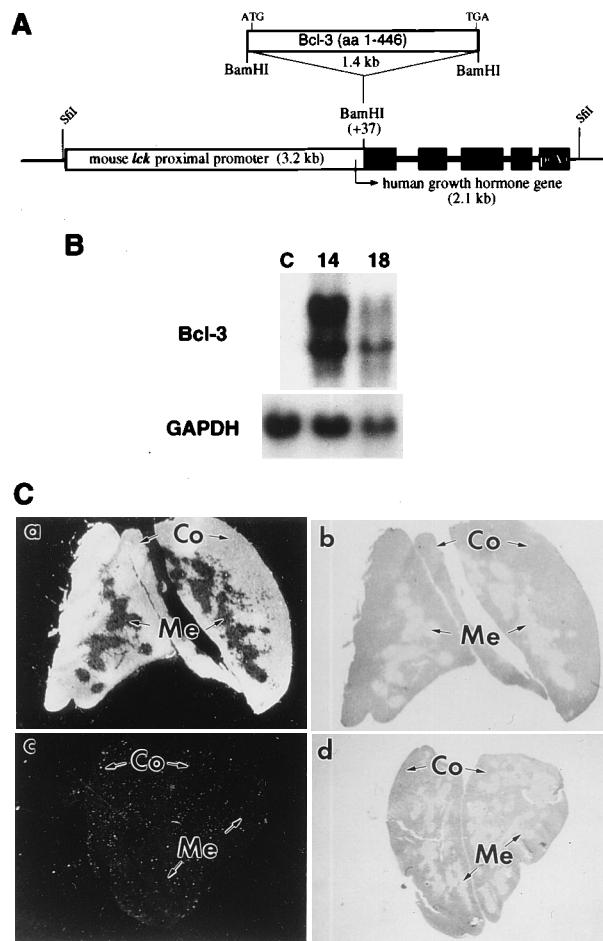 A
ATG TGA
Bcl-3 (aa 1-446)
BamHI 1.4 kb BamHI
BamHI
(+37)
SfiI SfiI
mouse lck proximal promoter (3.2 kb)
human growth hormone gene
(2.1 kb)
B
C 14 18
Bcl-3
GAPDH
C
a Co b Co
Me Me
c Co d Co
Me Me